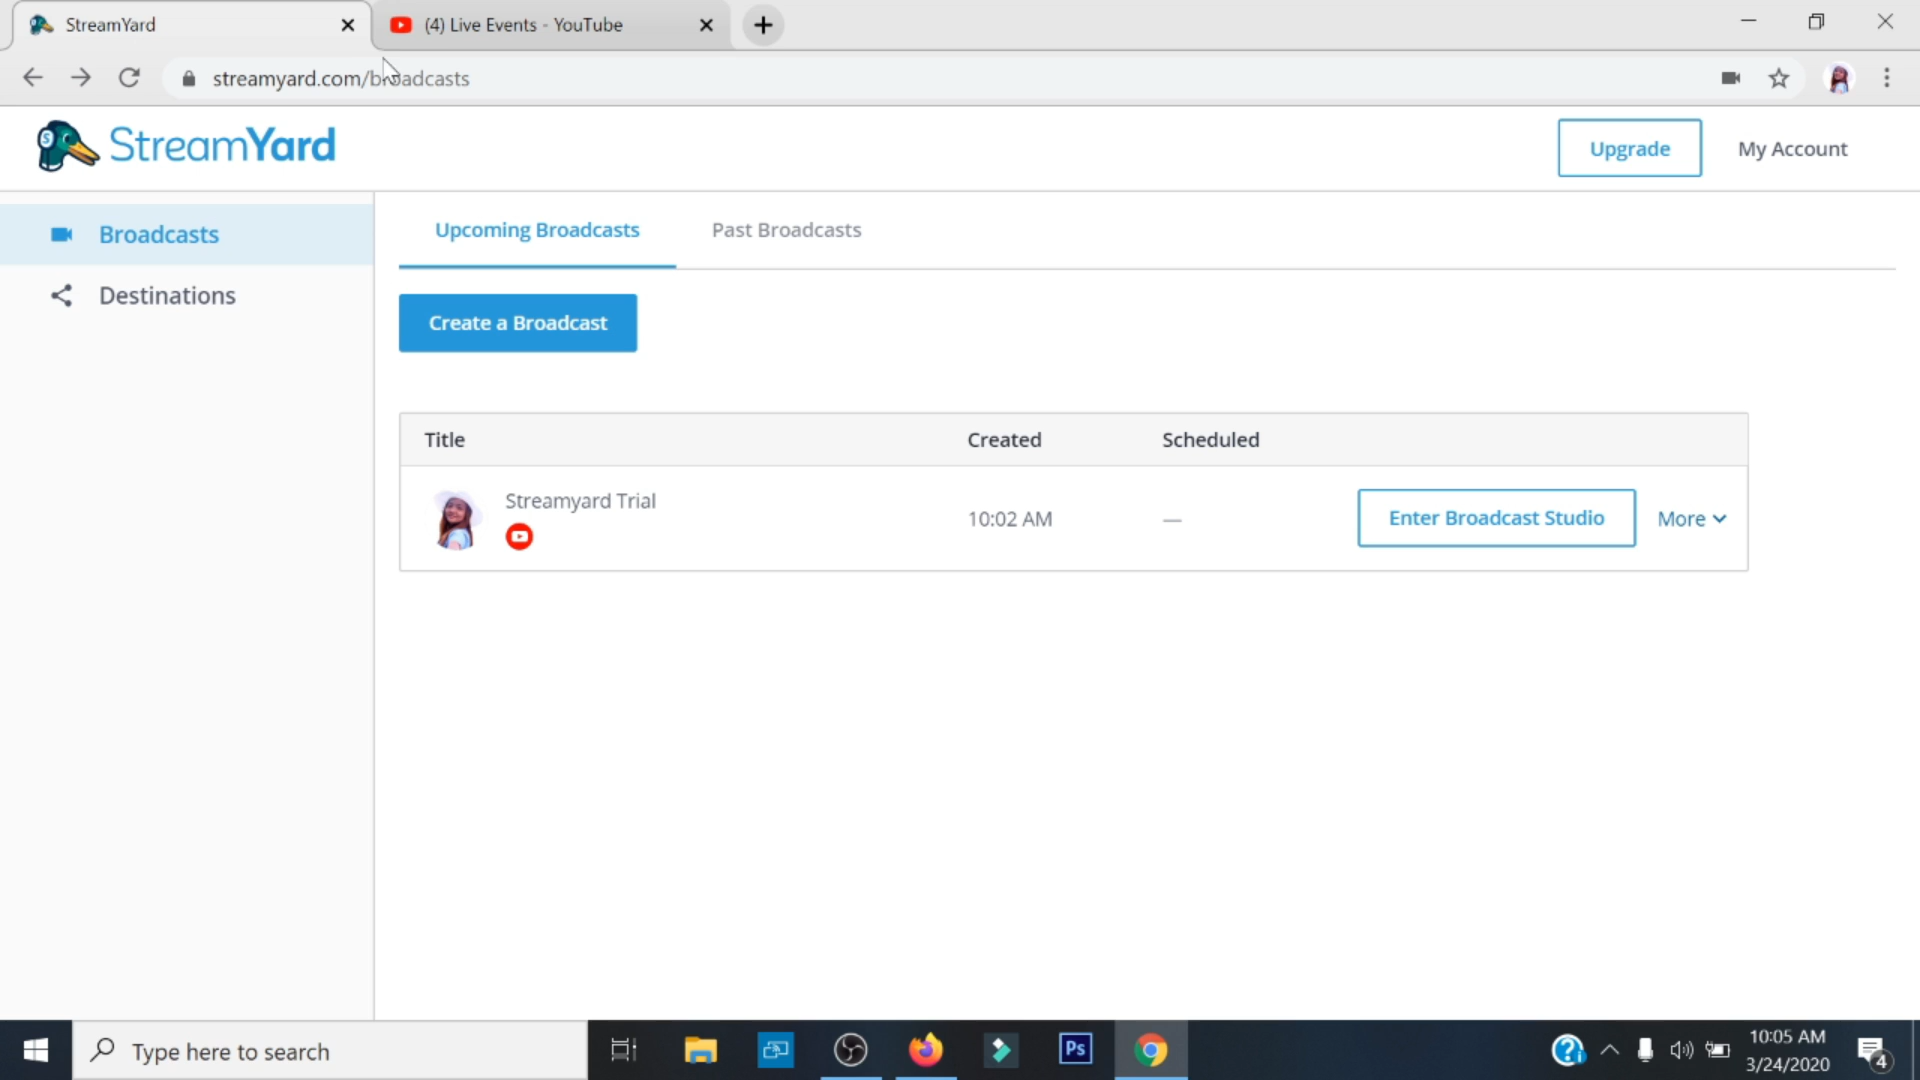 StreamYard
(4) Live Events - YouTube
streamyard.com/broadcasts
StreamYard
Upgrade
My Account
Broadcasts
Destinations
Upcoming Broadcasts
Past Broadcasts
Create a Broadcast
Title
Created
Scheduled
Streamyard Trial
10:02 AM
—
Enter Broadcast Studio
More
Type here to search
Ps
10:05 AM
3/24/2020
4